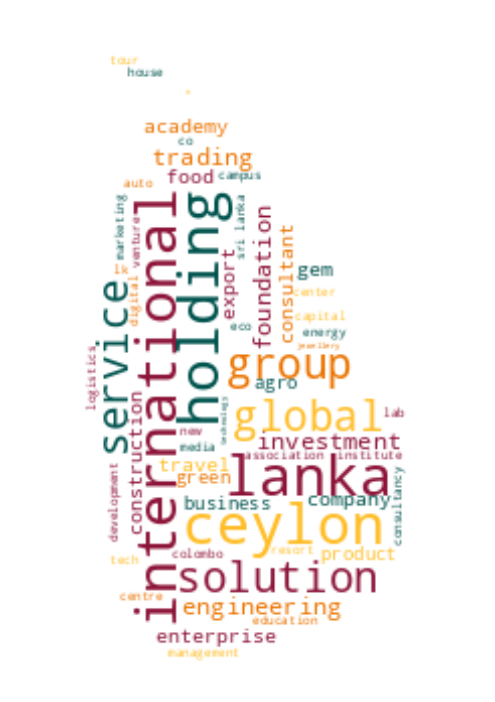 tour
house
academy
co
trading
food
campus
auto
international
holding
marketing
venture
sri lanka
foundation
export
consultant
gem
lk
digital
center
service
capital
eco
energy
jewellery
logistics
group
agro
construction
technology
global
lab
new
investment
media
association
institute
travel
lanka
green
development
business
company
consultancy
ceylon
colombo
resort
product
tech
solution
centre
engineering
education
enterprise
management